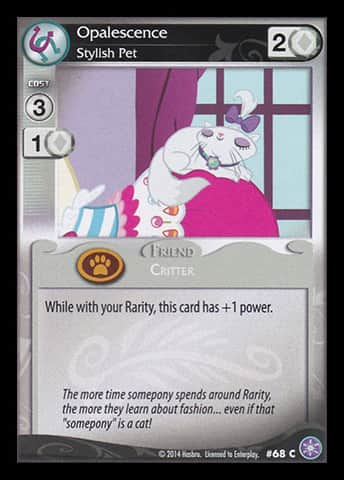 Opalescence
Stylish Pet
2
COST
3
1
FRIEND
CRITTER
While with your Rarity, this card has +1 power.
The more time somepony spends around Rarity,
the more they learn about fashion... even if that
"somepony" is a cat!
© 2014 Hasbro. Licensed to Enterplay. #68 C